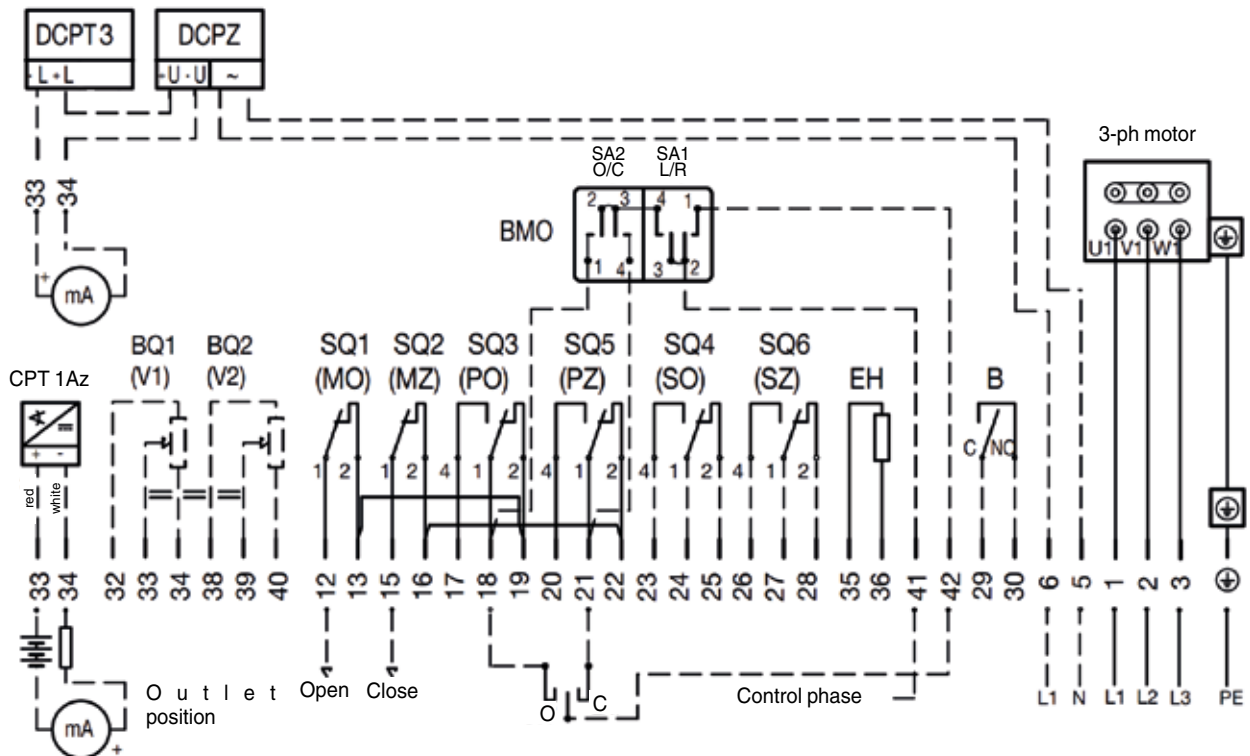 DCPT3 DCPZ
-L +L +U -U ~
33 34
+ mA
3-ph motor
SA2 SA1
O/C L/R
BMO
2 3 4 1
1 4 3 2
U1 V1 W1
CPT 1Az
+ -
red white
BQ1 BQ2 SQ1 SQ2 SQ3 SQ5 SQ4 SQ6
(V1) (V2) (MO) (MZ) (PO) (PZ) (SO) (SZ) EH B
C NC
1 2 1 2 4 1 2 4 1 2 4 1 2 4 1 2
33 34 32 33 34 38 39 40 12 13 15 16 17 18 19 20 21 22 23 24 25 26 27 28 35 36 41 42 29 30 6 5 1 2 3
Outlet position
Open Close
O C
Control phase
L1 N L1 L2 L3 PE
mA +